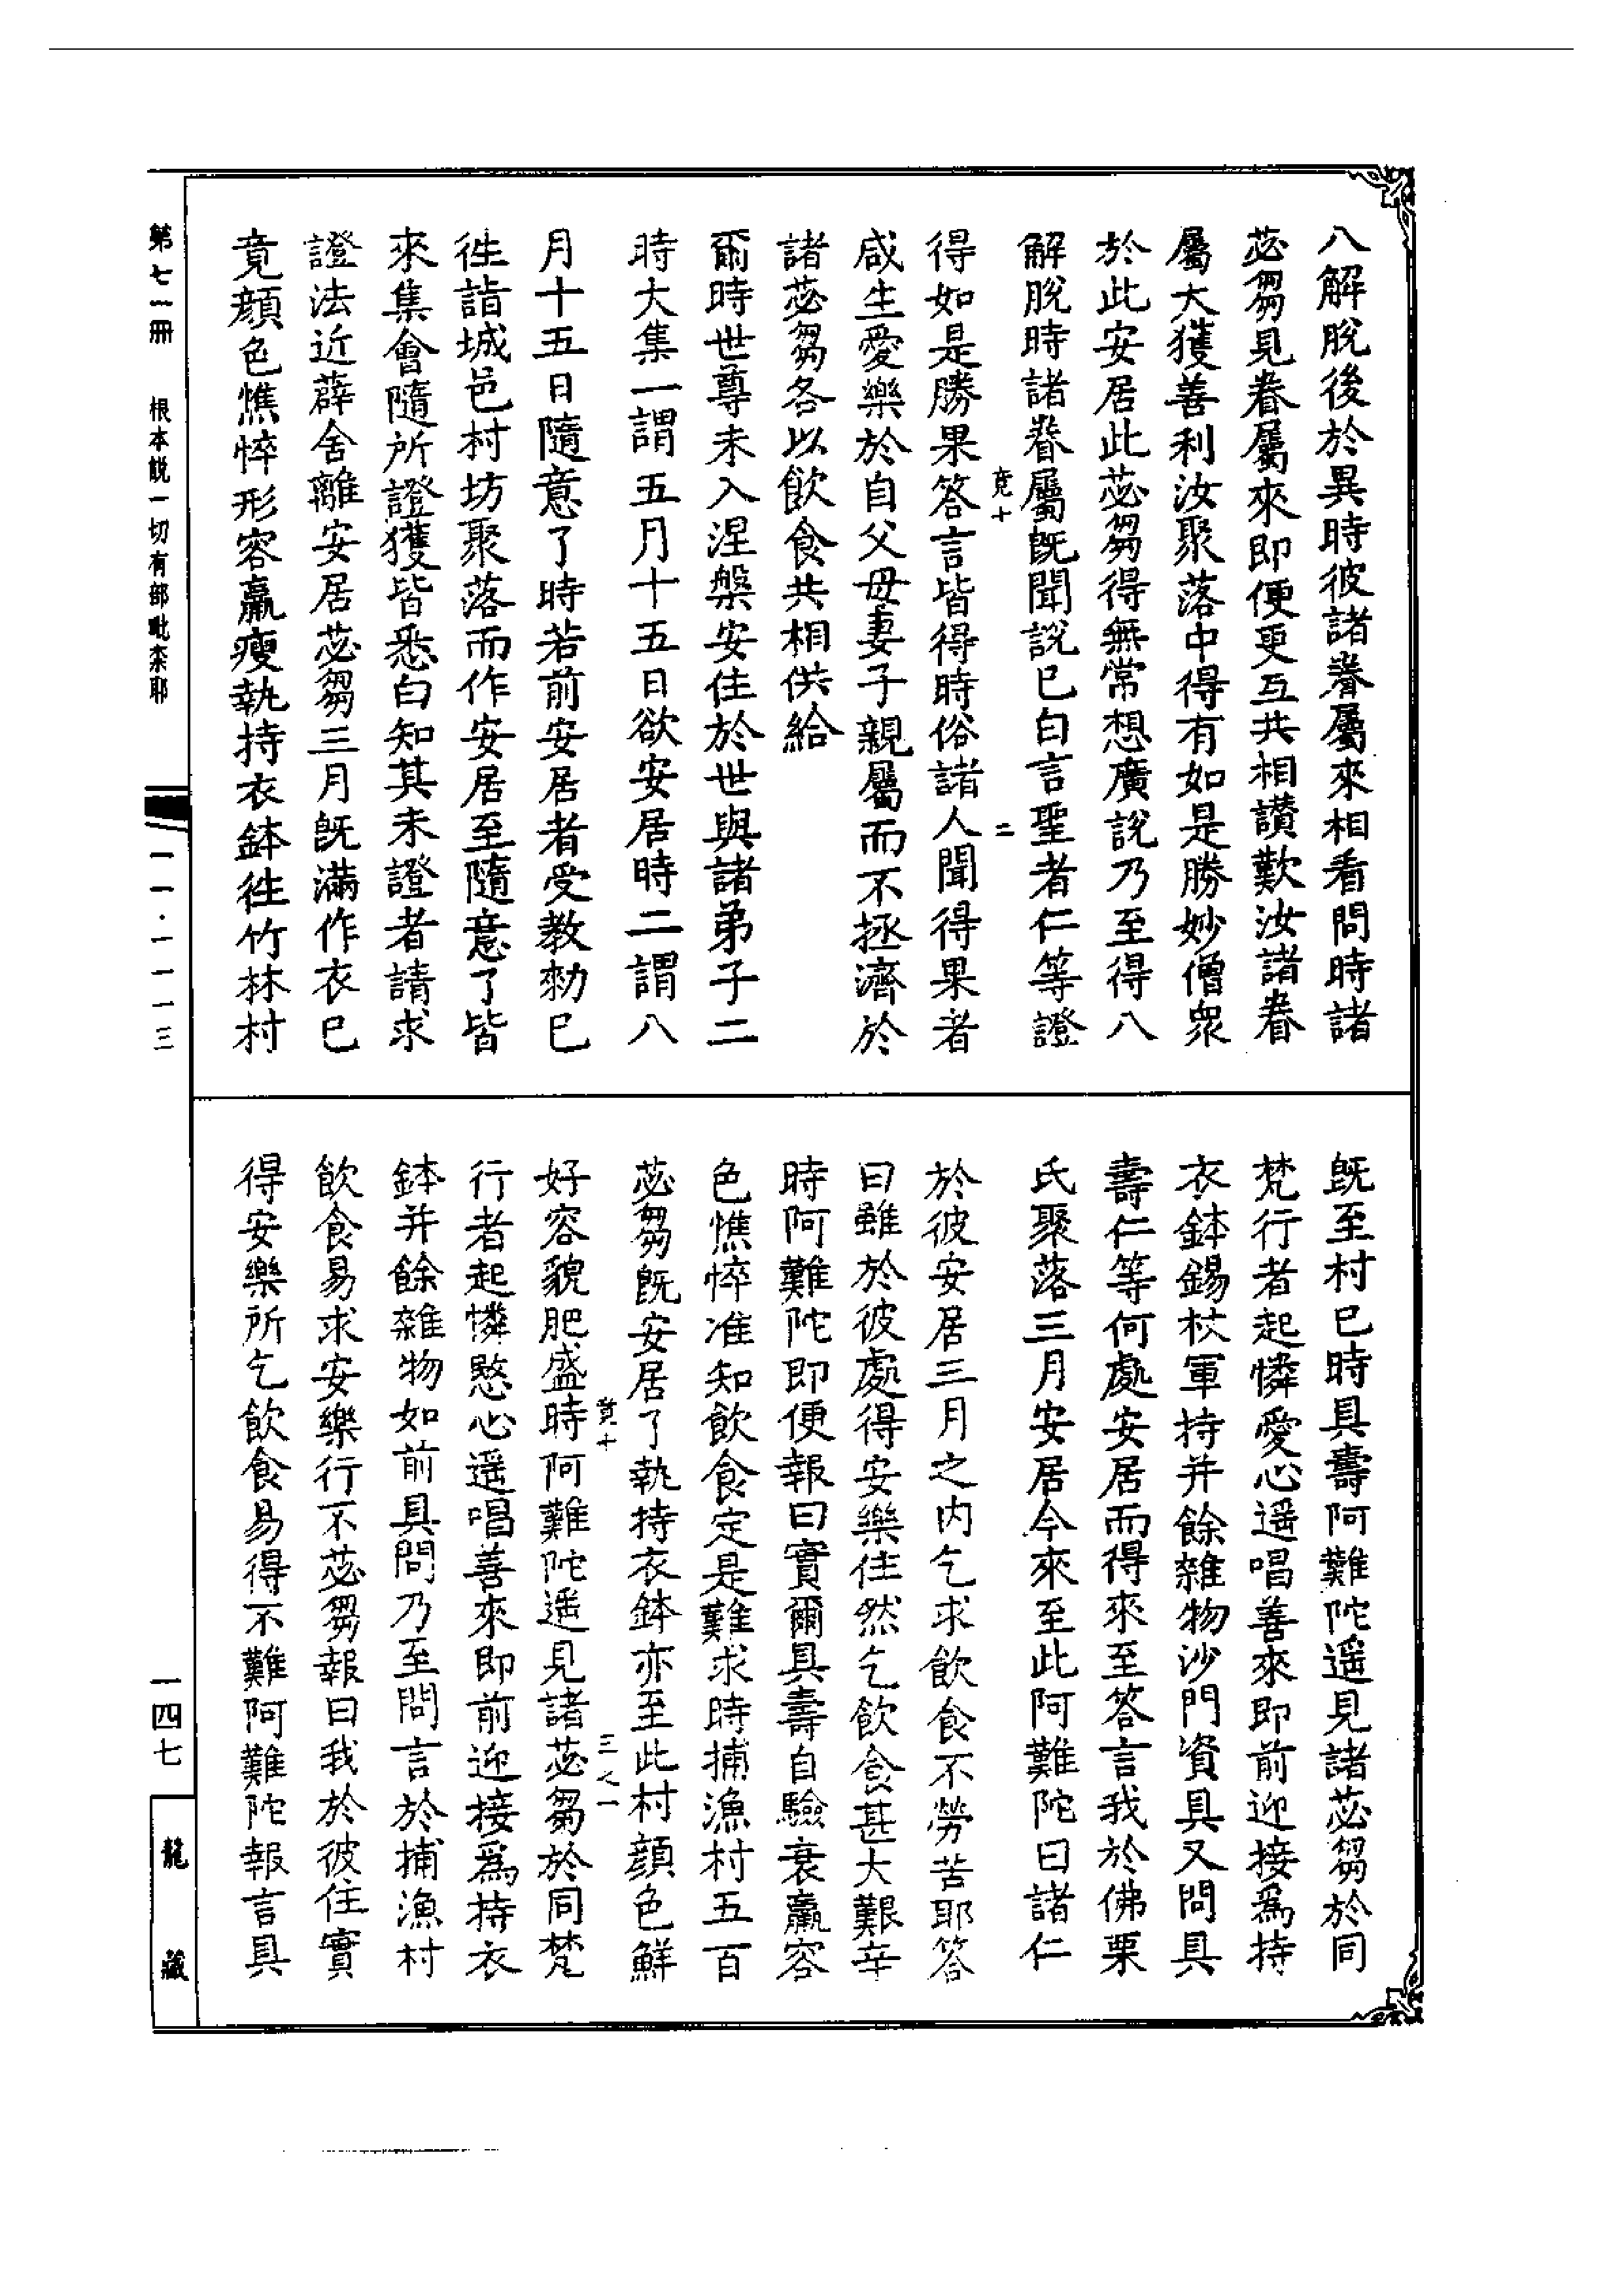 八解脫後於異時彼諸眷屬來相看問時諸
苾芻見眷屬來即便更互共相讚歎汝諸眷
屬大獲善利汝聚落中得有如是勝妙僧眾
於此安居此苾芻得無常想廣說乃至得八
解脫時諸眷屬旣聞說已白言聖者仁等證
得如是勝果答言皆得時俗諸人聞得果者
咸生愛樂於自父母妻子親屬而不拯濟於
諸苾芻各以飲食共相供給
爾時世尊未入涅槃安住於世與諸弟子二
時大集一謂五月十五日欲安居時二謂八
月十五日隨意了時若前安居者受教勑已
徃詣城邑村坊聚落而作安居至隨意了皆
來集會隨所證獲皆悉白知其未證者請求
證法近薜舍離安居苾芻三月旣滿作衣已
竟顏色憔悴形容羸瘦執持衣鉢徃竹林村
旣至村已時具壽阿難陀遥見諸苾芻於同
梵行者起憐愛心遥唱善來即前迎接爲持
衣鉢錫杖軍持并餘雜物沙門資具又問具
壽仁等何處安居而得來至答言我於佛栗
氏聚落三月安居今來至此阿難陀曰諸仁
於彼安居三月之内乞求飲食不勞苦耶答
曰雖於彼處得安樂住然乞飲食甚大艱辛
時阿難陀即便報曰實爾具壽自驗衰羸容
色憔悴准知飲食定是難求時捕漁村五百
苾芻旣安居了執持衣鉢亦至此村顏色鮮
好容貌肥盛時阿難陀遥見諸苾芻於同梵
行者起憐愍心遥唱善來即前迎接爲持衣
鉢并餘雜物如前具問乃至問言於捕漁村
飲食易求安樂行不苾芻報曰我於彼住實
得安樂所乞飲食易得不難阿難陀報言具
第七一冊　根本說一切有部毗柰耶
一一·一一一三
一四七
龍藏